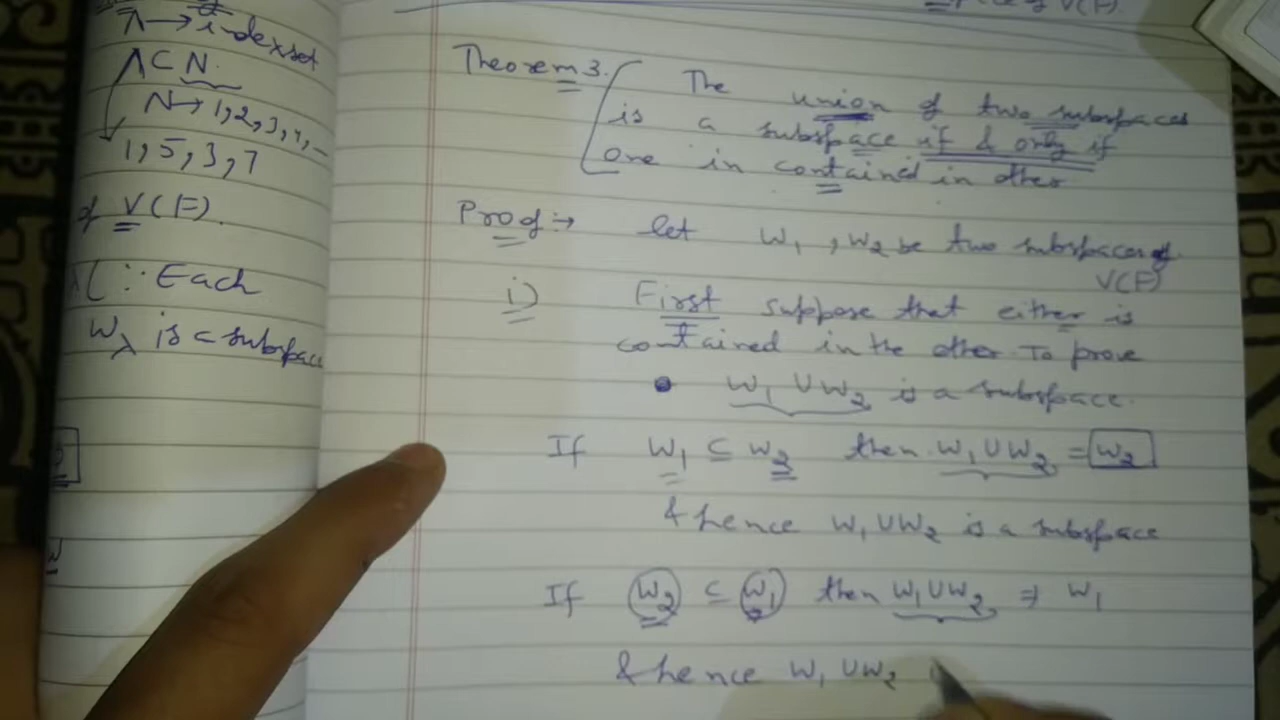 Λ → indexset
Λ ⊂ N.
N → 1, 2, 3, 4, –
1, 5, 3, 7
of V(F).
(∵ Each
Wλ is a subspace
V(F)
Theorem 3. The union of two subspaces
is a subspace if & only if
one in contained in other
Proof :→ let W1, W2 be two subspaces of
V(F)
i) First suppose that either is
contained in the other. To prove
W1 ∪ W2 is a subspace.
If W1 ⊆ W2 then W1 ∪ W2 = W2
& hence W1 ∪ W2 is a subspace
If W2 ⊆ W1 then W1 ∪ W2 ⇒ W1
& hence W1 ∪ W2